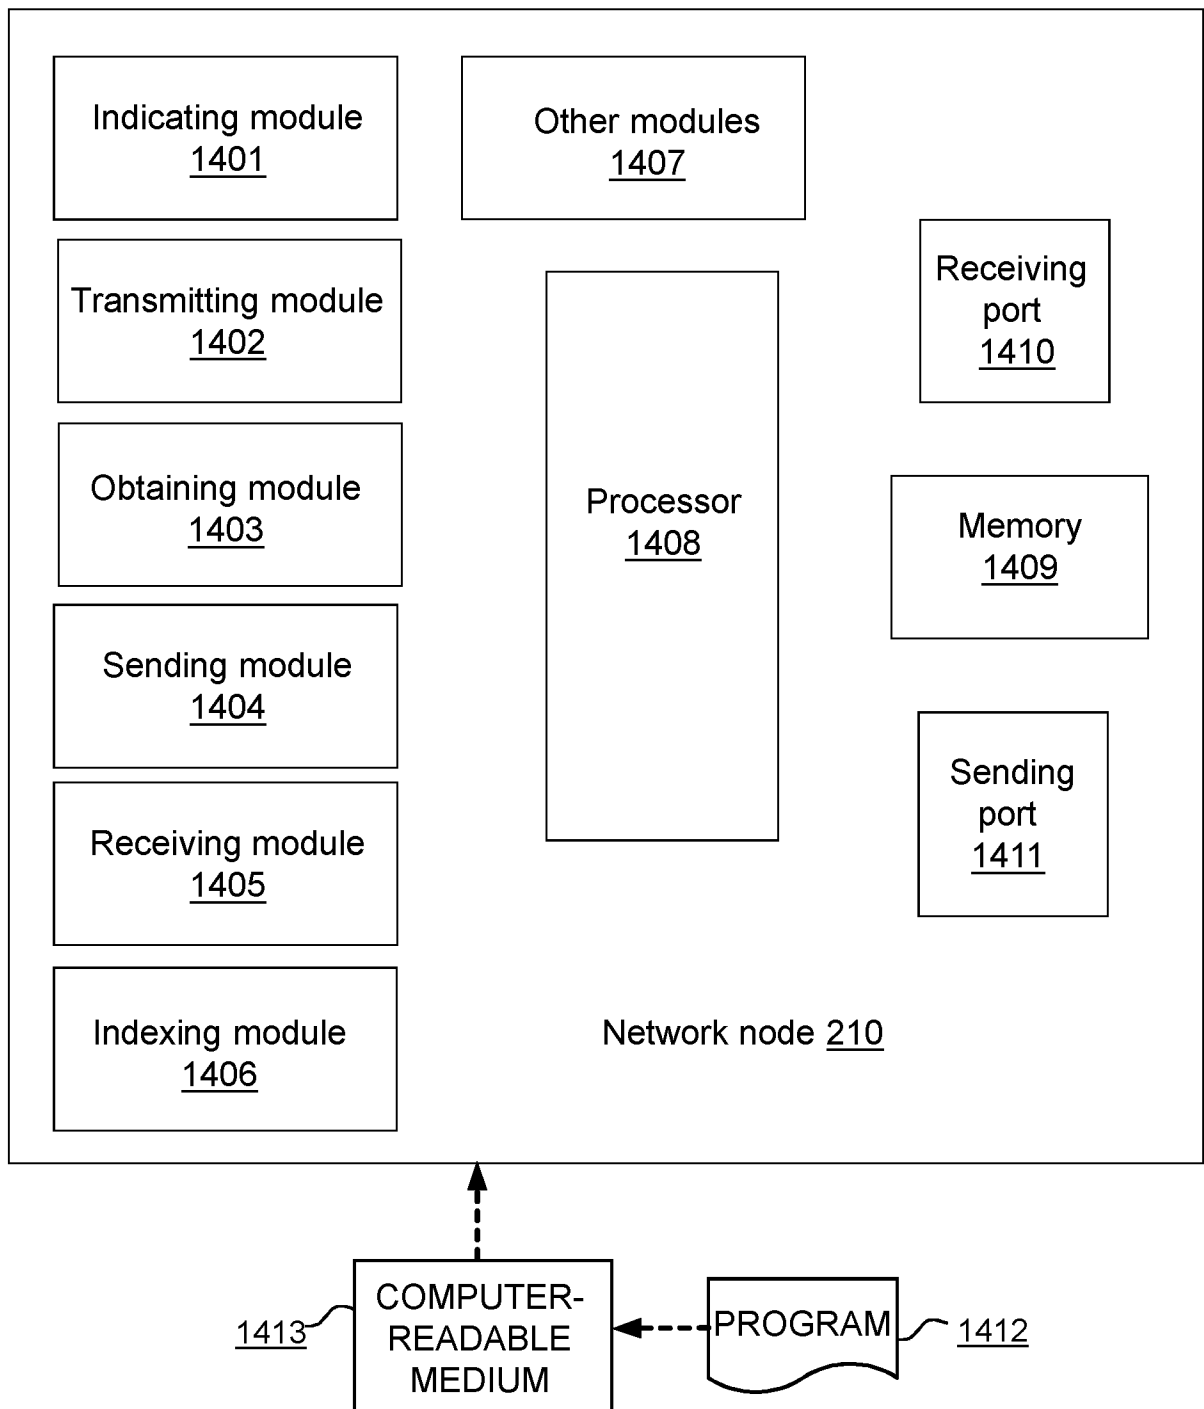 Indicating module
1401
Other modules
1407
Transmitting module
1402
Receiving
port
1410
Obtaining module
1403
Processor
1408
Memory
1409
Sending module
1404
Sending
port
1411
Receiving module
1405
Indexing module
1406
Network node 210
COMPUTER-
READABLE
MEDIUM
1413
PROGRAM
1412